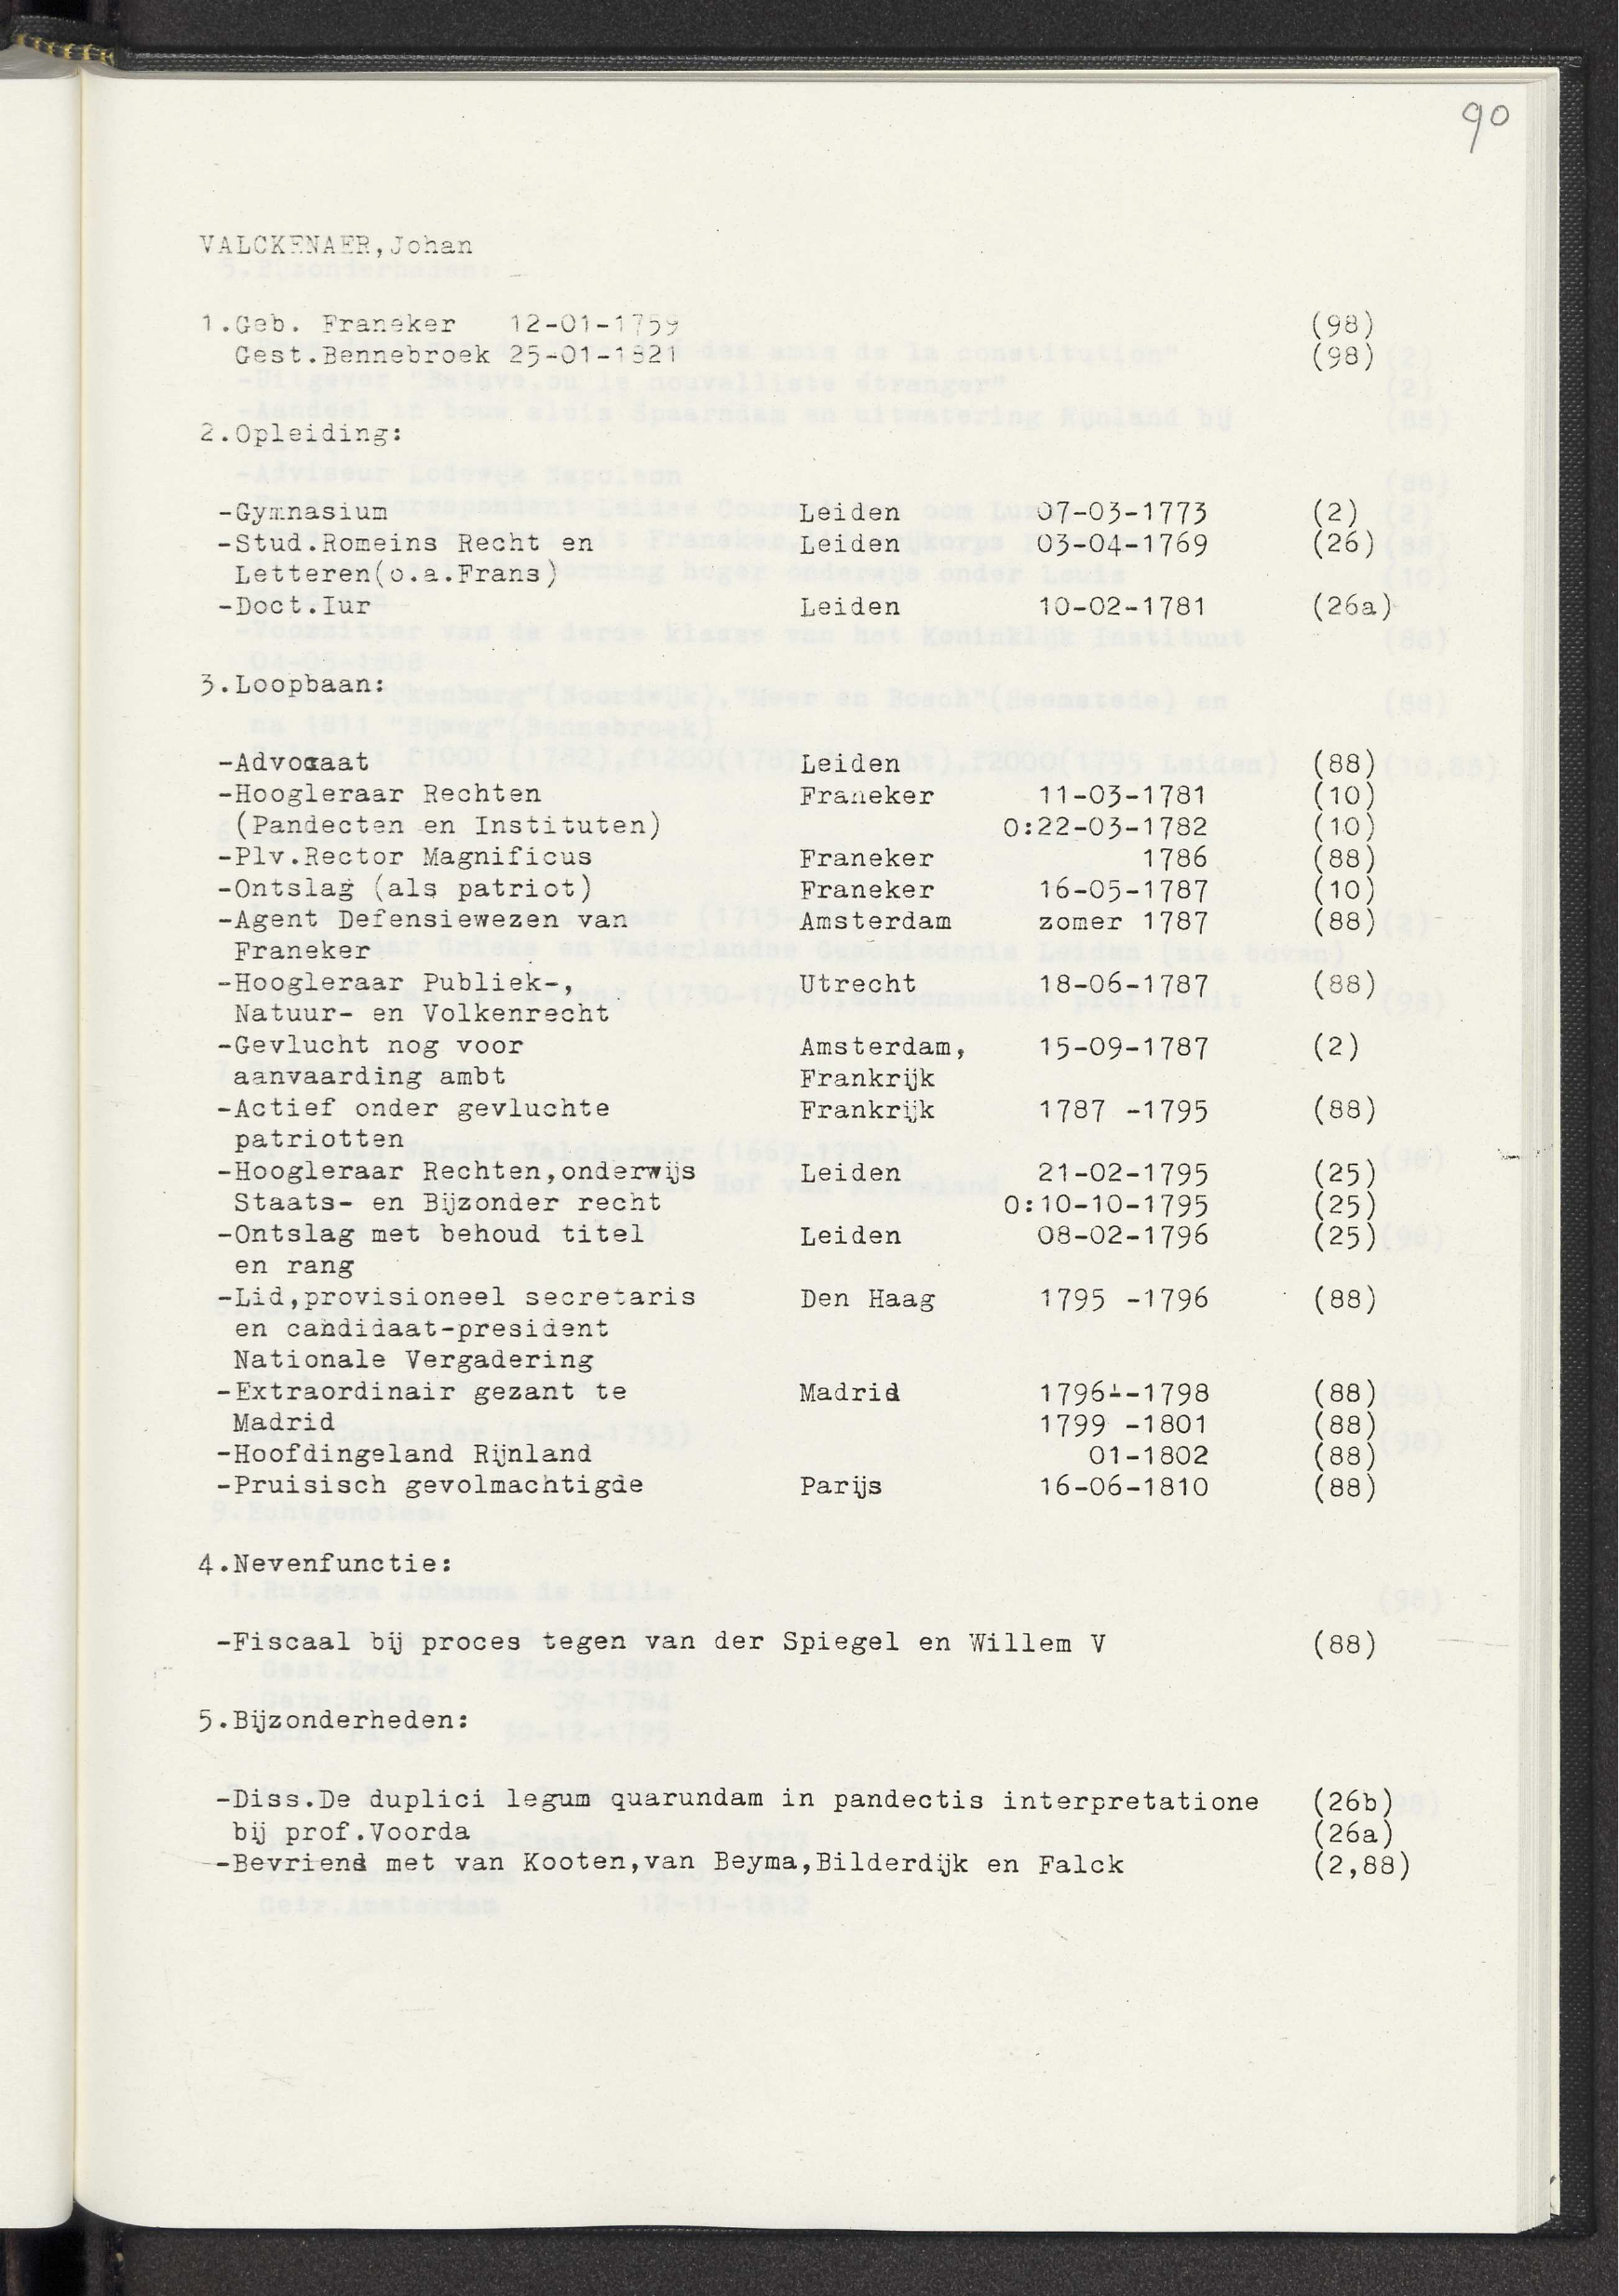 90
VALCKENAER,Johan
1.Geb. Franeker 12-01-1759 (98)
Gest.Bennebroek 25-01-1821 (98)
2.Opleiding:
-Gymnasium Leiden 07-03-1773 (2)
-Stud.Romeins Recht en Leiden 03-04-1769 (26)
Letteren(o.a.Frans)
-Doct.Iur Leiden 10-02-1781 (26a)
3.Loopbaan:
-Advocaat Leiden (88)
-Hoogleraar Rechten Franeker 11-03-1781 (10)
(Pandecten en Instituten) 0:22-03-1782 (10)
-Plv.Rector Magnificus Franeker 1786 (88)
-Ontslag (als patriot) Franeker 16-05-1787 (10)
-Agent Defensiewezen van Amsterdam zomer 1787 (88)
Franeker
-Hoogleraar Publiek-, Utrecht 18-06-1787 (88)
Natuur- en Volkenrecht
-Gevlucht nog voor Amsterdam, 15-09-1787 (2)
aanvaarding ambt Frankrijk
-Actief onder gevluchte Frankrijk 1787 -1795 (88)
patriotten
-Hoogleraar Rechten,onderwijs Leiden 21-02-1795 (25)
Staats- en Bijzonder recht 0:10-10-1795 (25)
-Ontslag met behoud titel Leiden 08-02-1796 (25)
en rang
-Lid,provisioneel secretaris Den Haag 1795 -1796 (88)
en candidaat-president
Nationale Vergadering
-Extraordinair gezant te Madrid 1796--1798 (88)
Madrid 1799 -1801 (88)
-Hoofdingeland Rijnland 01-1802 (88)
-Pruisisch gevolmachtigde Parijs 16-06-1810 (88)
4.Nevenfunctie:
-Fiscaal bij proces tegen van der Spiegel en Willem V (88)
5.Bijzonderheden:
-Diss.De duplici legum quarundam in pandectis interpretatione (26b)
bij prof.Voorda (26a)
-Bevriend met van Kooten,van Beyma,Bilderdijk en Falck (2,88)